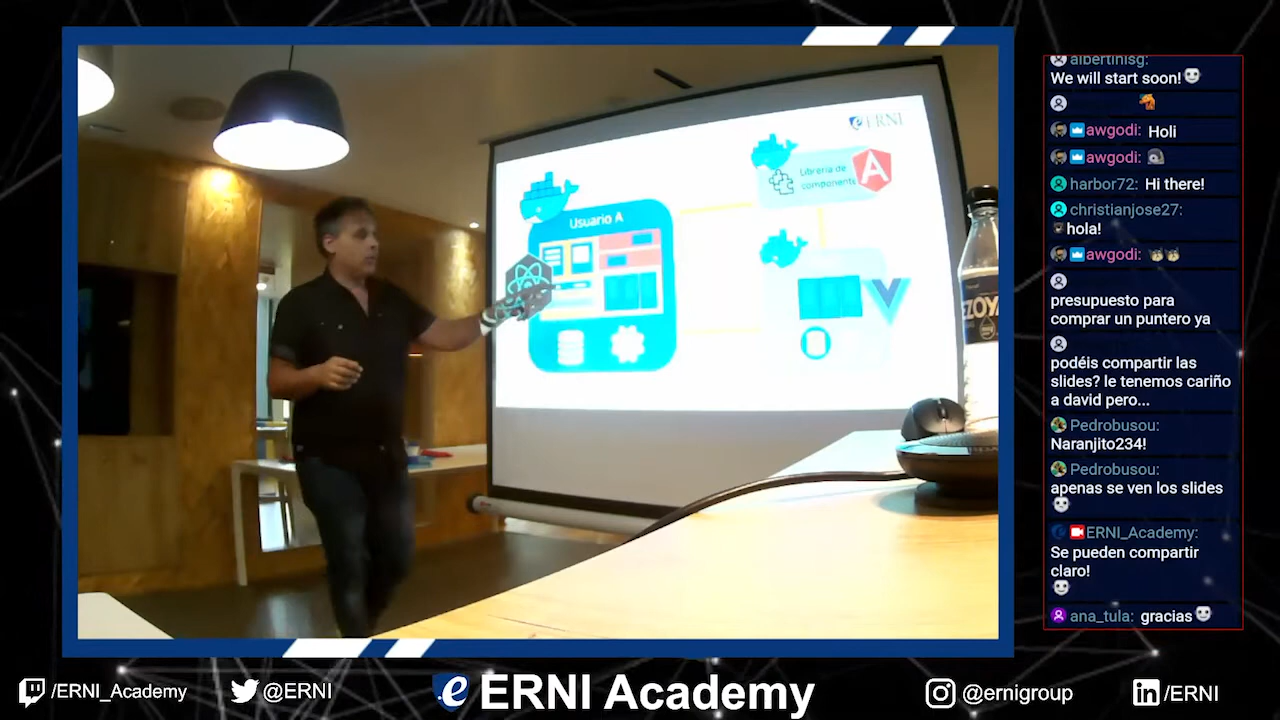 ERNI
Librería de
components
Usuario A
albertinisg:
We will start soon!
awgodi: Holi
awgodi:
harbor72: Hi there!
christianjose27:
hola!
awgodi:
presupuesto para
comprar un puntero ya
podéis compartir las
slides? le tenemos cariño
a david pero...
Pedrobusou:
Naranjito234!
Pedrobusou:
apenas se ven los slides
ERNI_Academy:
Se pueden compartir
claro!
ana_tula: gracias
/ERNI_Academy
@ERNI
ERNI Academy
@ernigroup
/ERNI